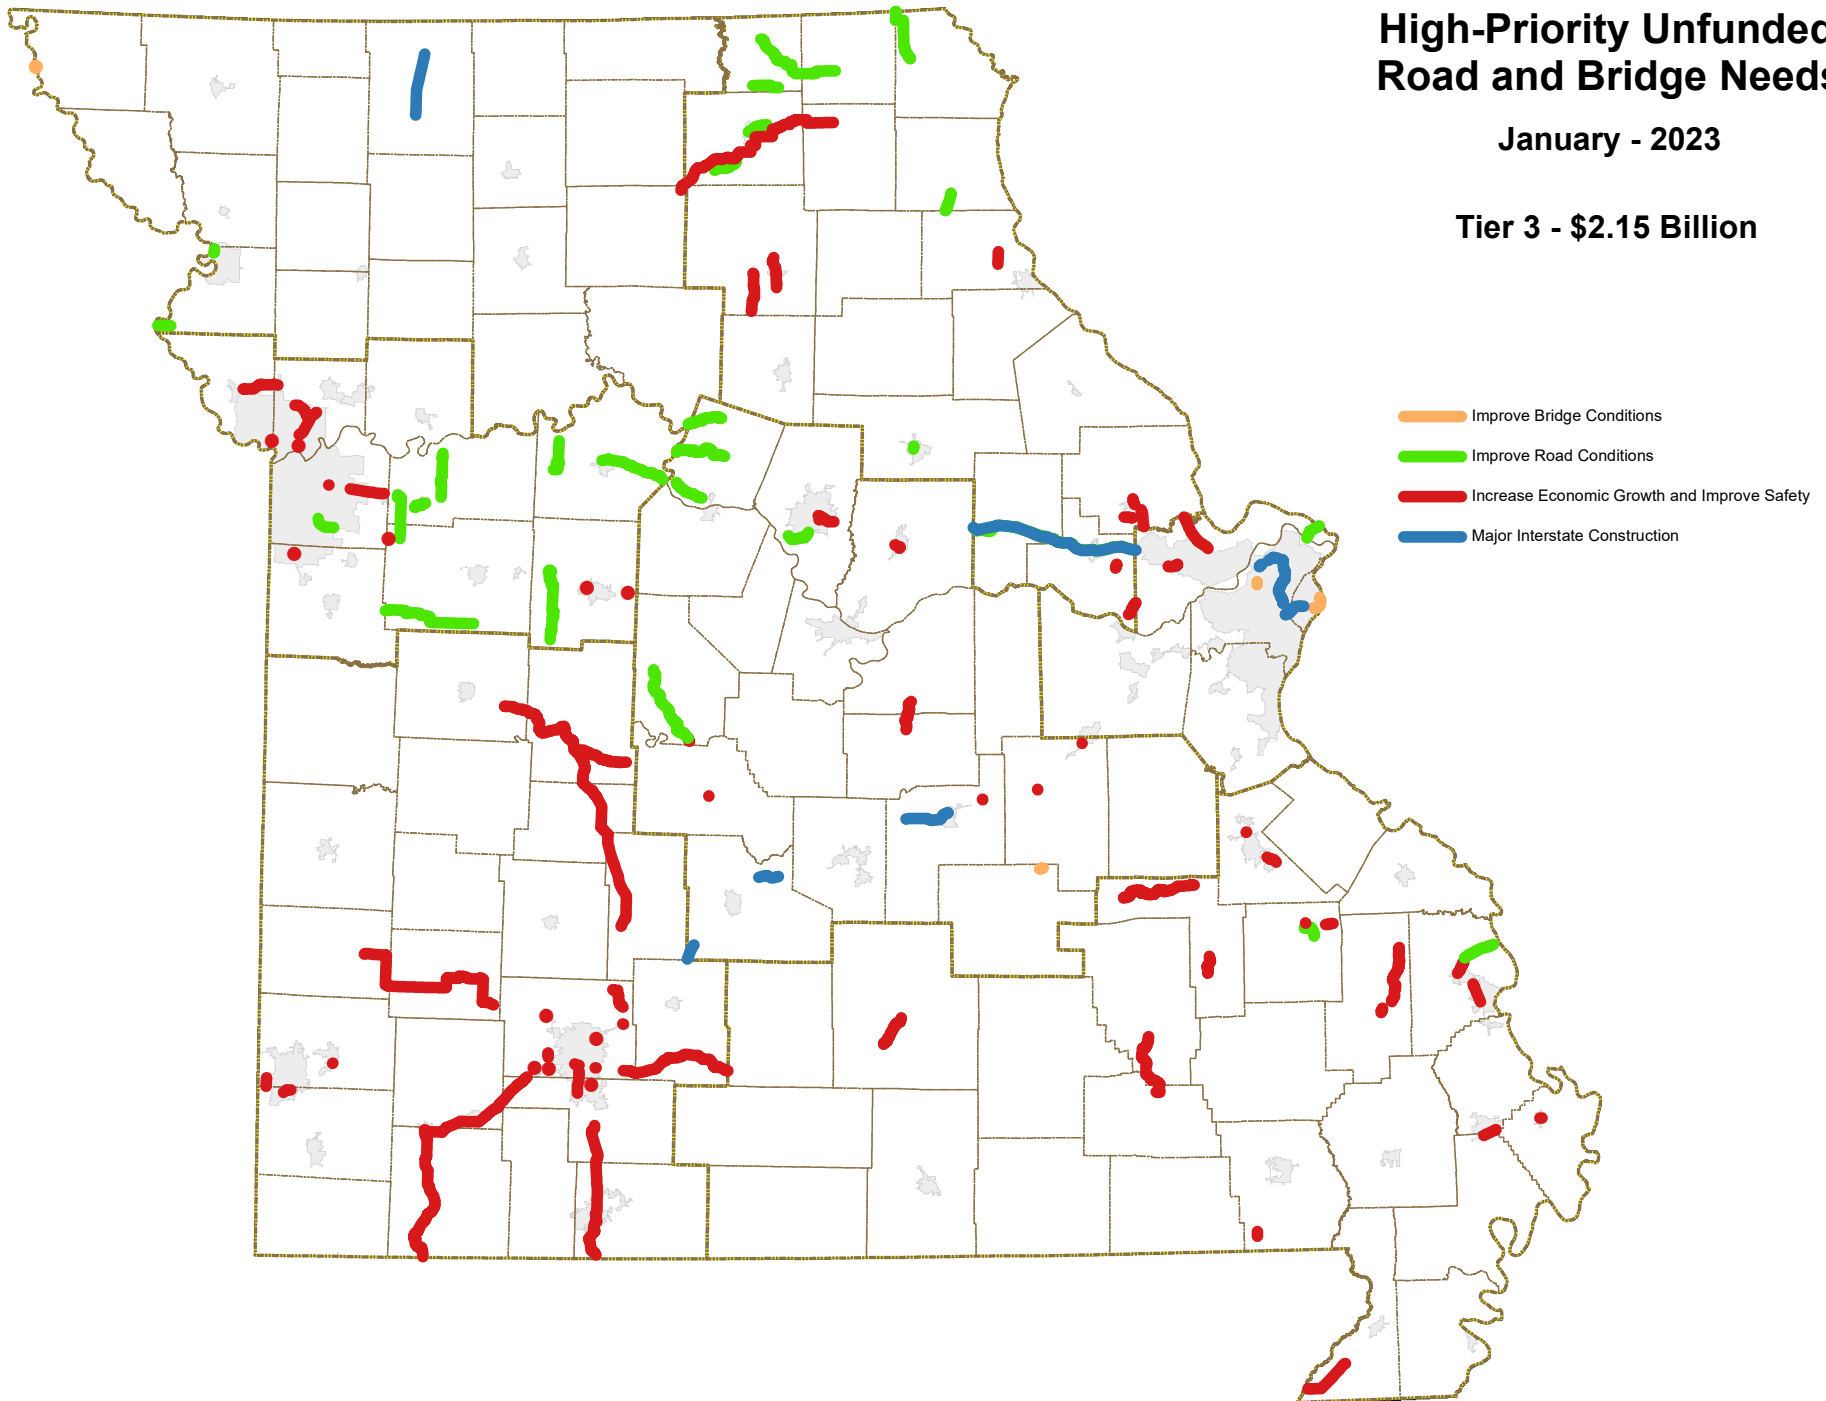 High-Priority Unfunded
Road and Bridge Needs
January - 2023
Tier 3 - $2.15 Billion
Improve Bridge Conditions
Improve Road Conditions
Increase Economic Growth and Improve Safety
Major Interstate Construction